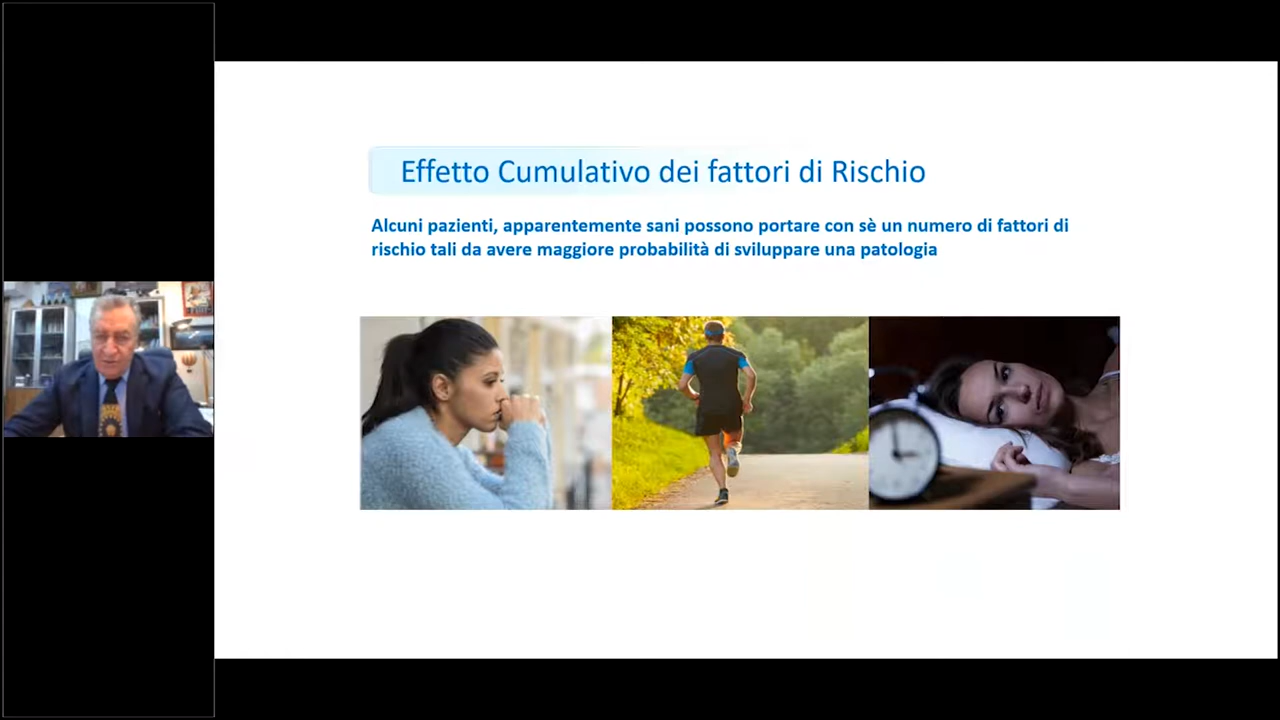 Effetto Cumulativo dei fattori di Rischio
Alcuni pazienti, apparentemente sani possono portare con sè un numero di fattori di
rischio tali da avere maggiore probabilità di sviluppare una patologia